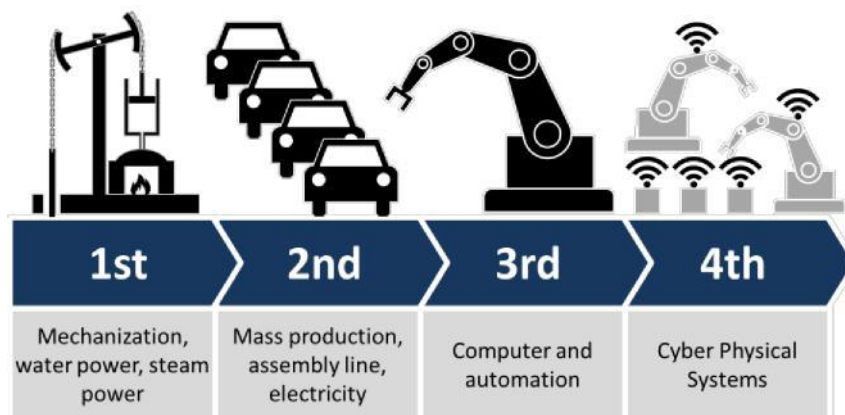 1st
2nd
3rd
4th
Mechanization,
water power, steam
power
Mass production,
assembly line,
electricity
Computer and
automation
Cyber Physical
Systems